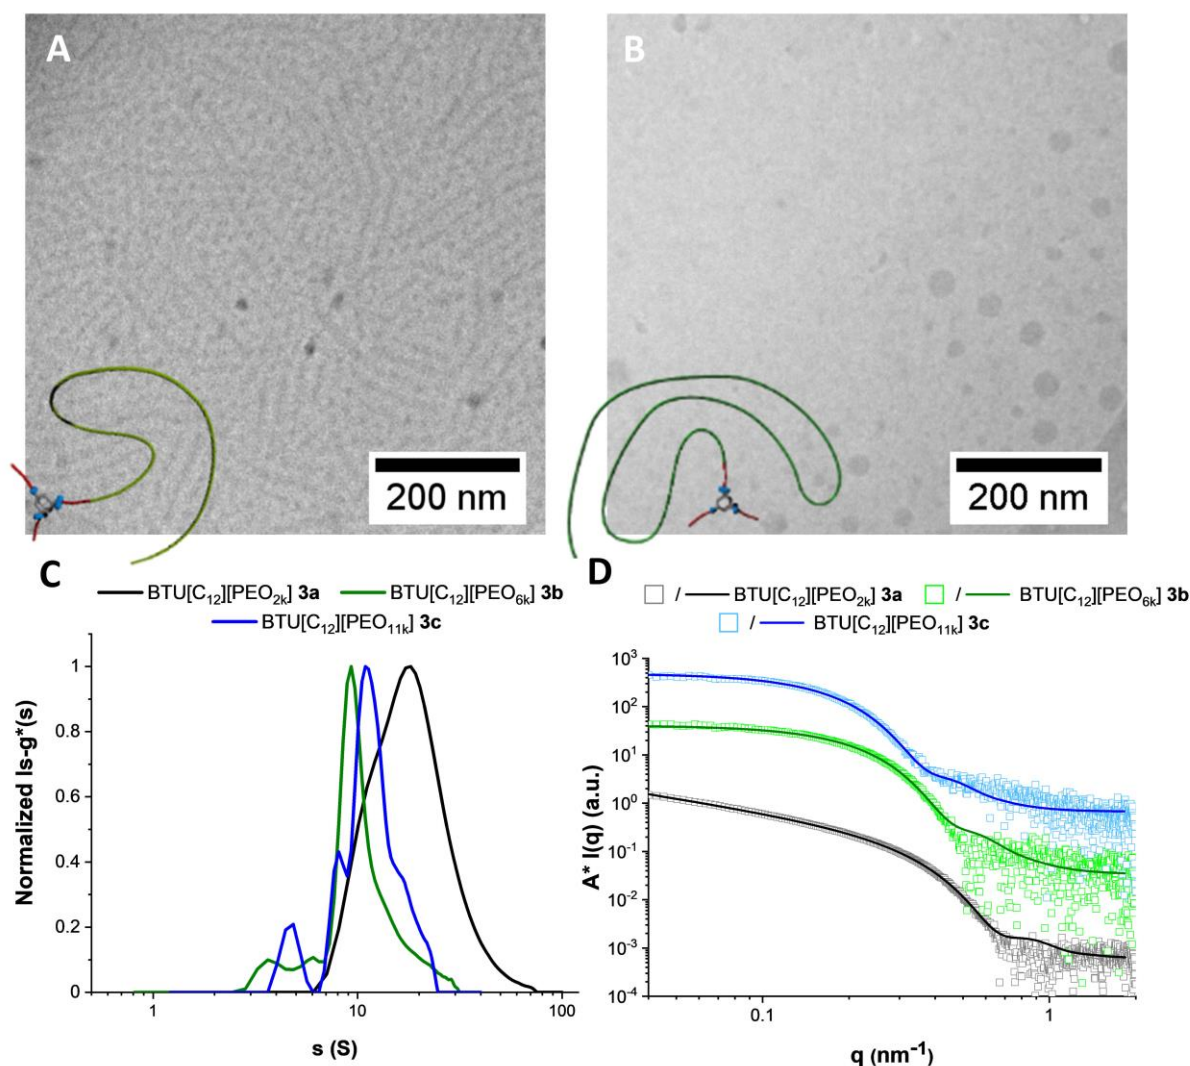 A
B
200 nm
200 nm
C
BTU[C₁₂][PEO₂ₖ] 3a
BTU[C₁₂][PEO₆ₖ] 3b
BTU[C₁₂][PEO₁₁ₖ] 3c
Normalized ls-g*(s)
1
0.8
0.6
0.4
0.2
0
1
10
100
s (S)
D
/ BTU[C₁₂][PEO₂ₖ] 3a
/ BTU[C₁₂][PEO₆ₖ] 3b
/ BTU[C₁₂][PEO₁₁ₖ] 3c
A* I(q) (a.u.)
10³
10²
10¹
10⁰
10⁻¹
10⁻²
10⁻³
10⁻⁴
0.1
1
q (nm⁻¹)